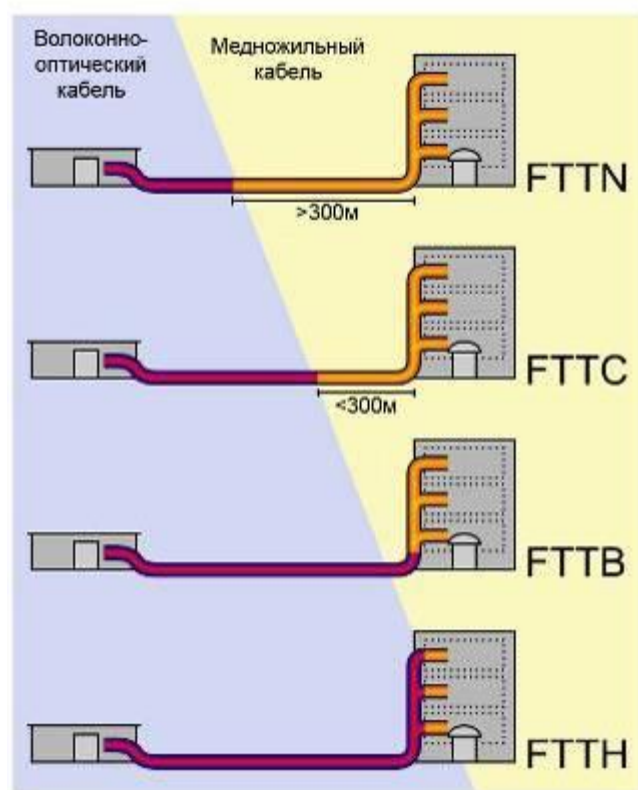 Волоконно-
оптический
кабель
Медножильный
кабель
FTTN
>300м
FTTC
<300м
FTTB
FTTH